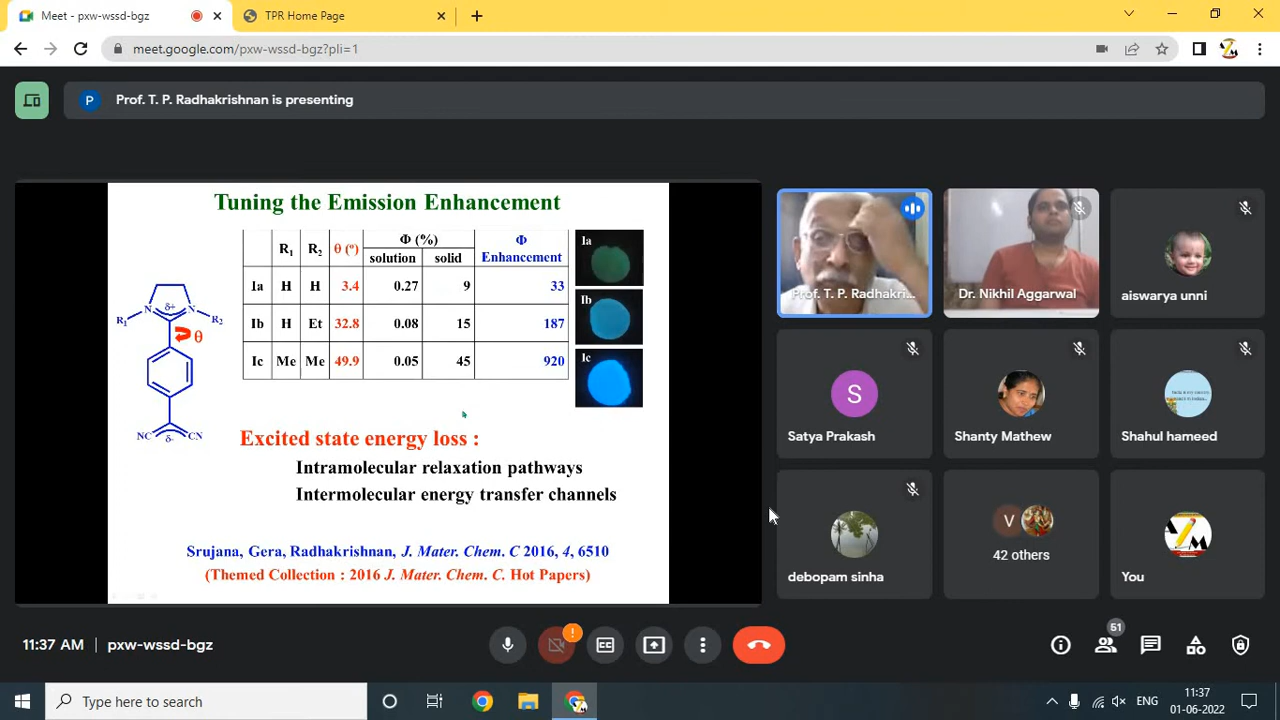 Meet - pxw-wssd-bgz
TPR Home Page
meet.google.com/pxw-wssd-bgz?pli=1
P
Prof. T. P. Radhakrishnan is presenting
Tuning the Emission Enhancement
R1 R2 θ (º) Φ (%) Φ Enhancement
solution solid
Ia H H 3.4 0.27 9 33
Ib H Et 32.8 0.08 15 187
Ic Me Me 49.9 0.05 45 920
Ia
Ib
Ic
δ+
N N
R1 R2
θ
NC δ- CN
Excited state energy loss :
Intramolecular relaxation pathways
Intermolecular energy transfer channels
Srujana, Gera, Radhakrishnan, J. Mater. Chem. C 2016, 4, 6510
(Themed Collection : 2016 J. Mater. Chem. C. Hot Papers)
Prof. T. P. Radhakri...
Dr. Nikhil Aggarwal
aiswarya unni
S
Satya Prakash
Shanty Mathew
Shahul hameed
debopam sinha
V
42 others
You
11:37 AM | pxw-wssd-bgz
51
Type here to search
ENG
11:37
01-06-2022